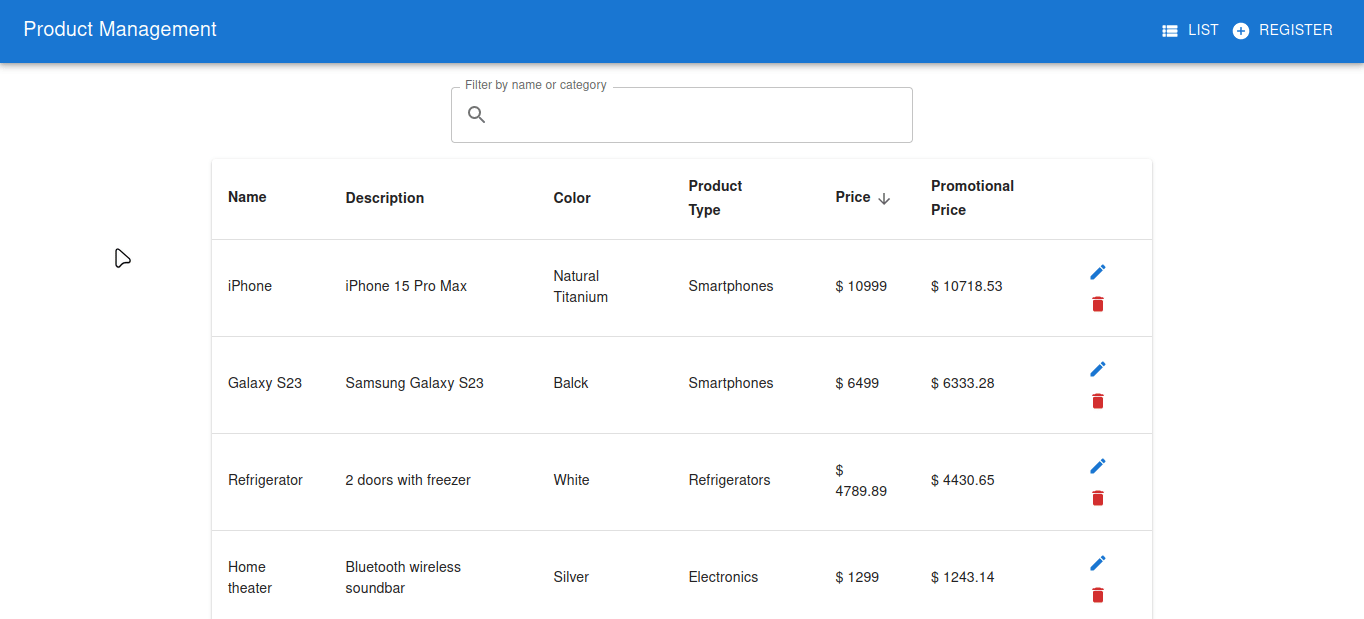 Product Management
LIST
REGISTER
Filter by name or category
Name
Description
Color
Product
Type
Price
Promotional
Price
iPhone
iPhone 15 Pro Max
Natural
Titanium
Smartphones
$ 10999
$ 10718.53
Galaxy S23
Samsung Galaxy S23
Balck
Smartphones
$ 6499
$ 6333.28
Refrigerator
2 doors with freezer
White
Refrigerators
$
4789.89
$ 4430.65
Home
theater
Bluetooth wireless
soundbar
Silver
Electronics
$ 1299
$ 1243.14